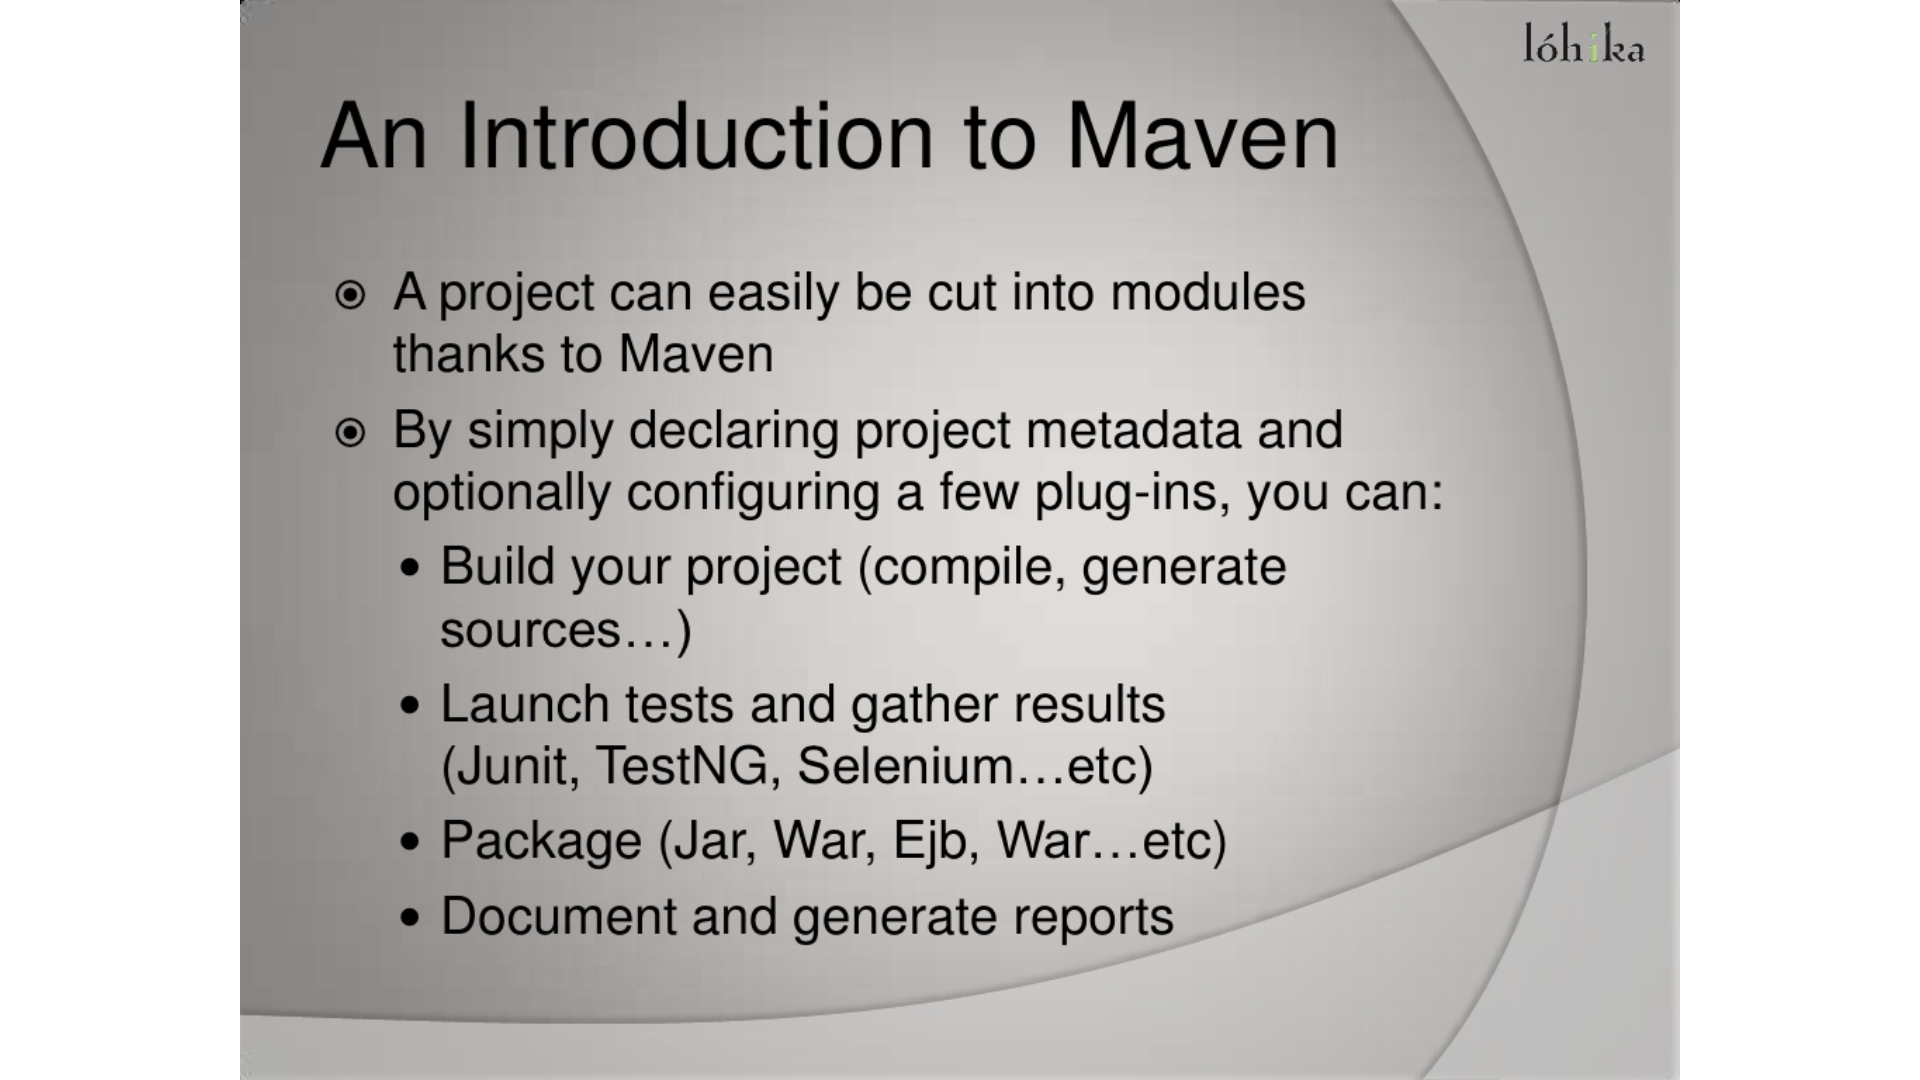 lóhika
An Introduction to Maven
A project can easily be cut into modules
thanks to Maven
By simply declaring project metadata and
optionally configuring a few plug-ins, you can:
Build your project (compile, generate
sources…)
Launch tests and gather results
(Junit, TestNG, Selenium…etc)
Package (Jar, War, Ejb, War…etc)
Document and generate reports